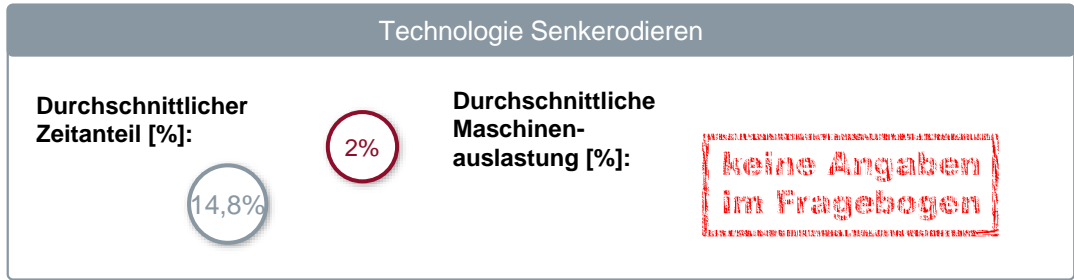 Technologie Senkerodieren
Durchschnittlicher
Zeitanteil [%]:
2%
14,8%
Durchschnittliche
Maschinen-
auslastung [%]:
keine Angaben
im Fragebogen